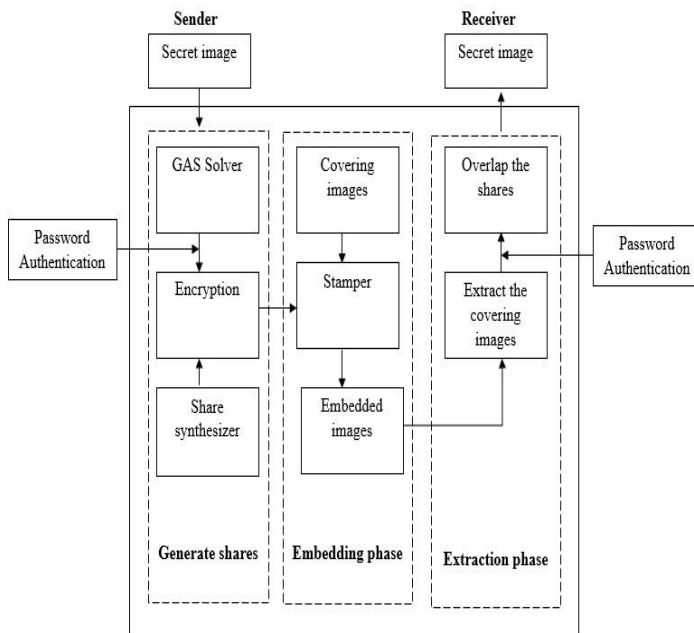 Sender
Receiver
Secret image
Secret image
GAS Solver
Covering
images
Overlap the
shares
Password
Authentication
Password
Authentication
Encryption
Stamper
Extract the
covering
images
Share
synthesizer
Embedded
images
Generate shares
Embedding phase
Extraction phase